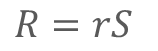 R = rS